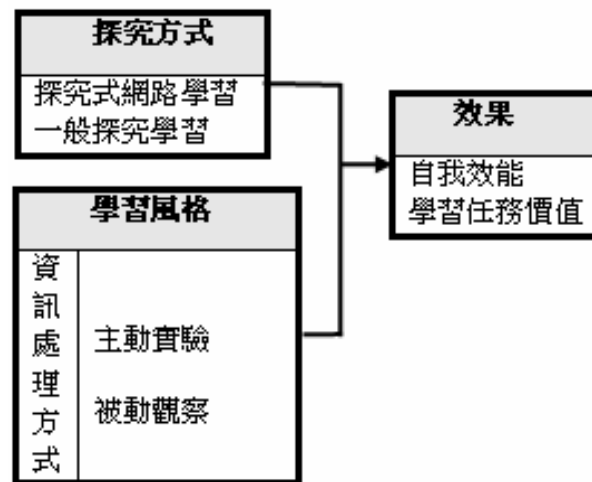 探究方式
探究式網路學習
一般探究學習
學習風格
資訊處理方式
主動實驗
被動觀察
效果
自我效能
學習任務價值